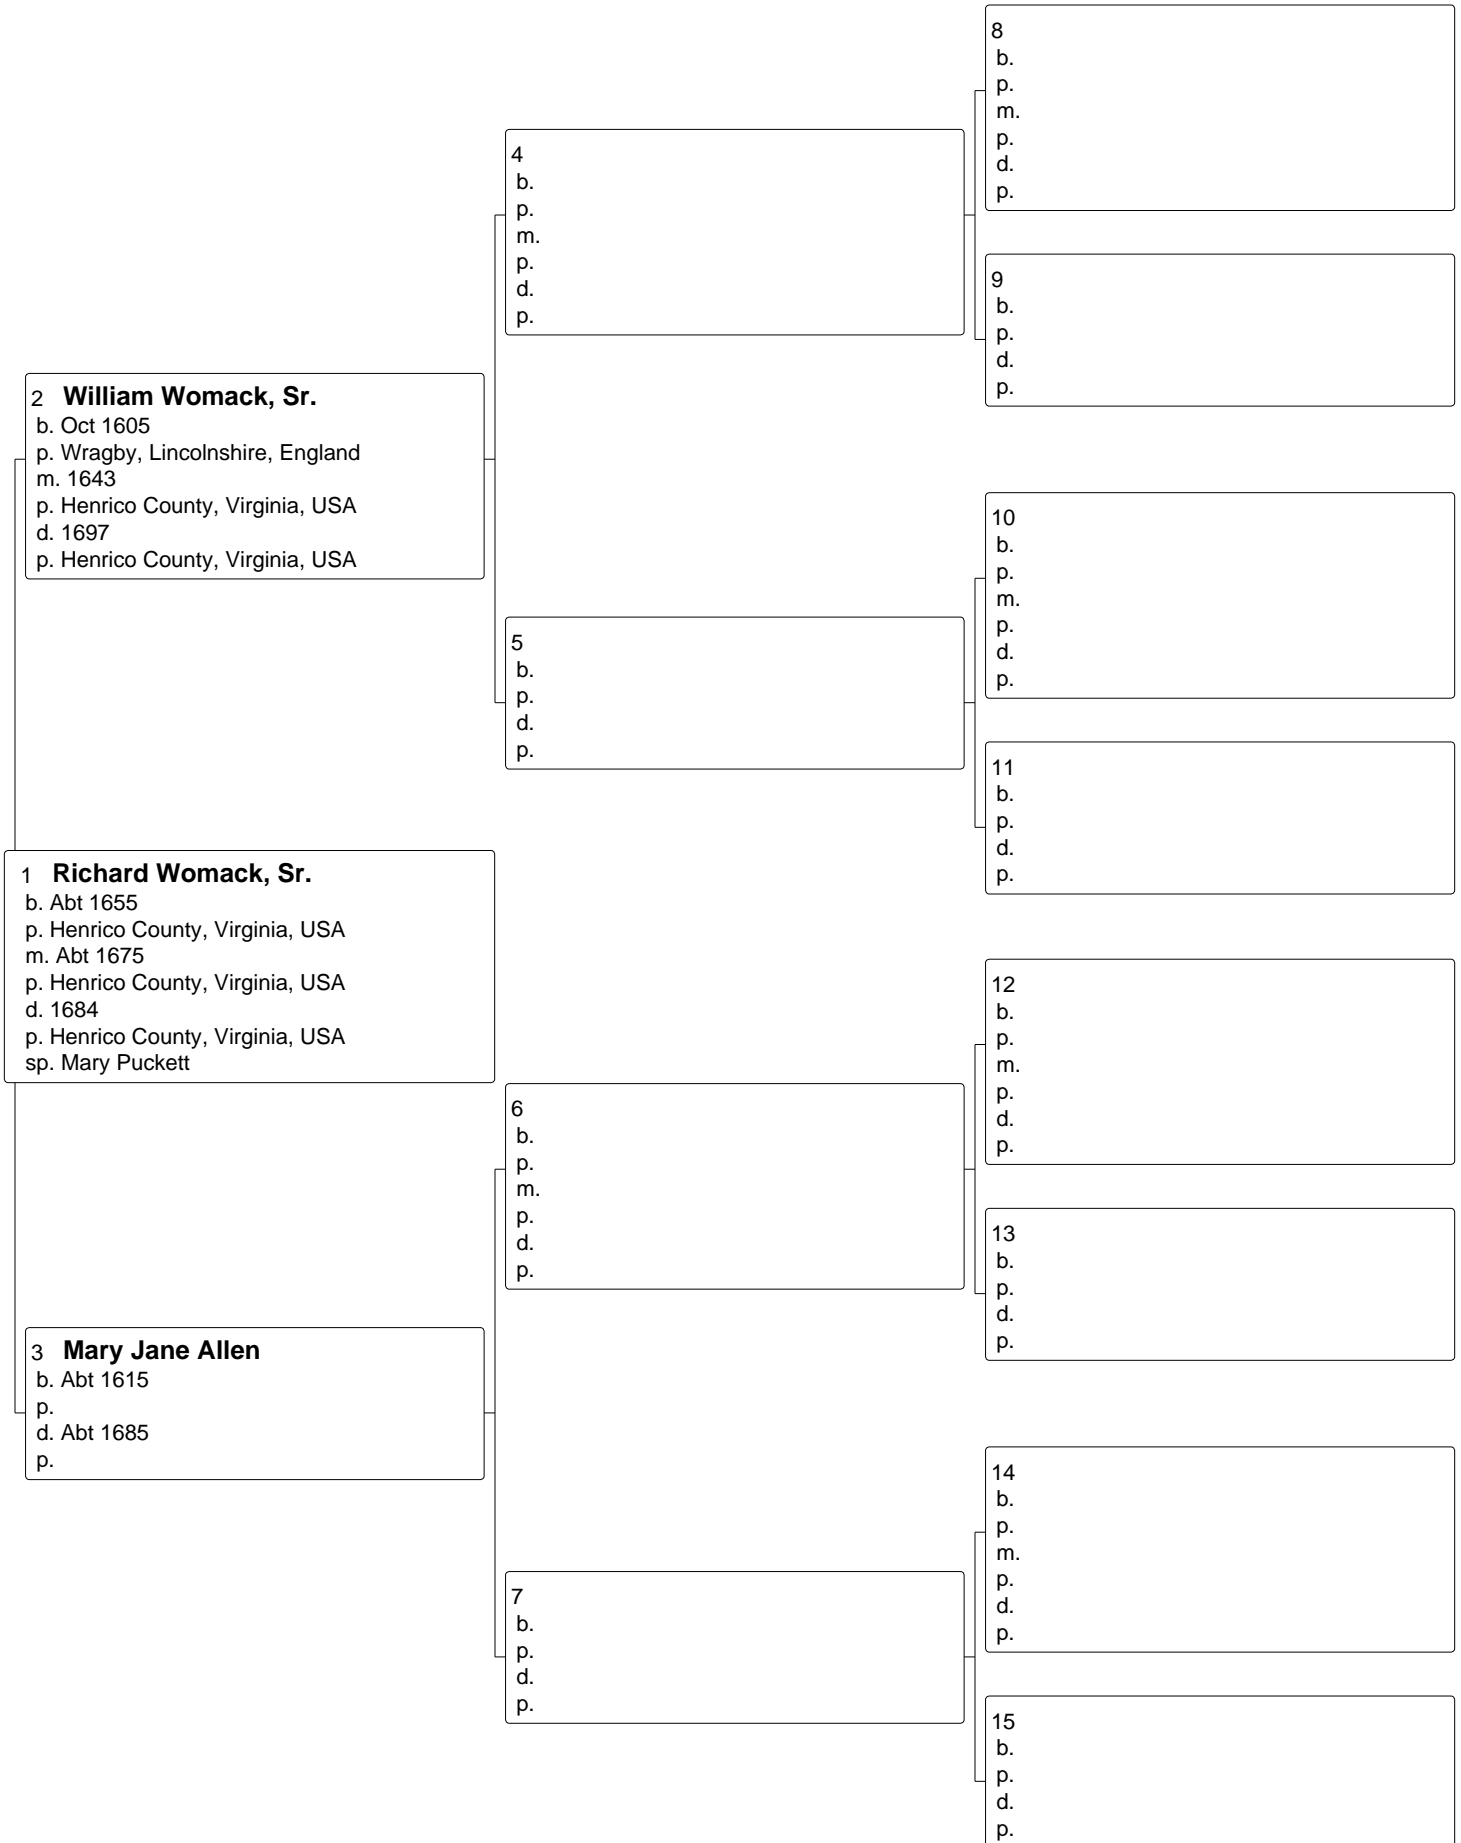 8
b.
p.
m.
p.
d.
p.
4
b.
p.
m.
p.
d.
p.
9
b.
p.
d.
p.
2 William Womack, Sr.
b. Oct 1605
p. Wragby, Lincolnshire, England
m. 1643
p. Henrico County, Virginia, USA
d. 1697
p. Henrico County, Virginia, USA
10
b.
p.
m.
p.
d.
p.
5
b.
p.
d.
p.
11
b.
p.
d.
p.
1 Richard Womack, Sr.
b. Abt 1655
p. Henrico County, Virginia, USA
m. Abt 1675
p. Henrico County, Virginia, USA
d. 1684
p. Henrico County, Virginia, USA
sp. Mary Puckett
12
b.
p.
m.
p.
d.
p.
6
b.
p.
m.
p.
d.
p.
13
b.
p.
d.
p.
3 Mary Jane Allen
b. Abt 1615
p.
d. Abt 1685
p.
14
b.
p.
m.
p.
d.
p.
7
b.
p.
d.
p.
15
b.
p.
d.
p.